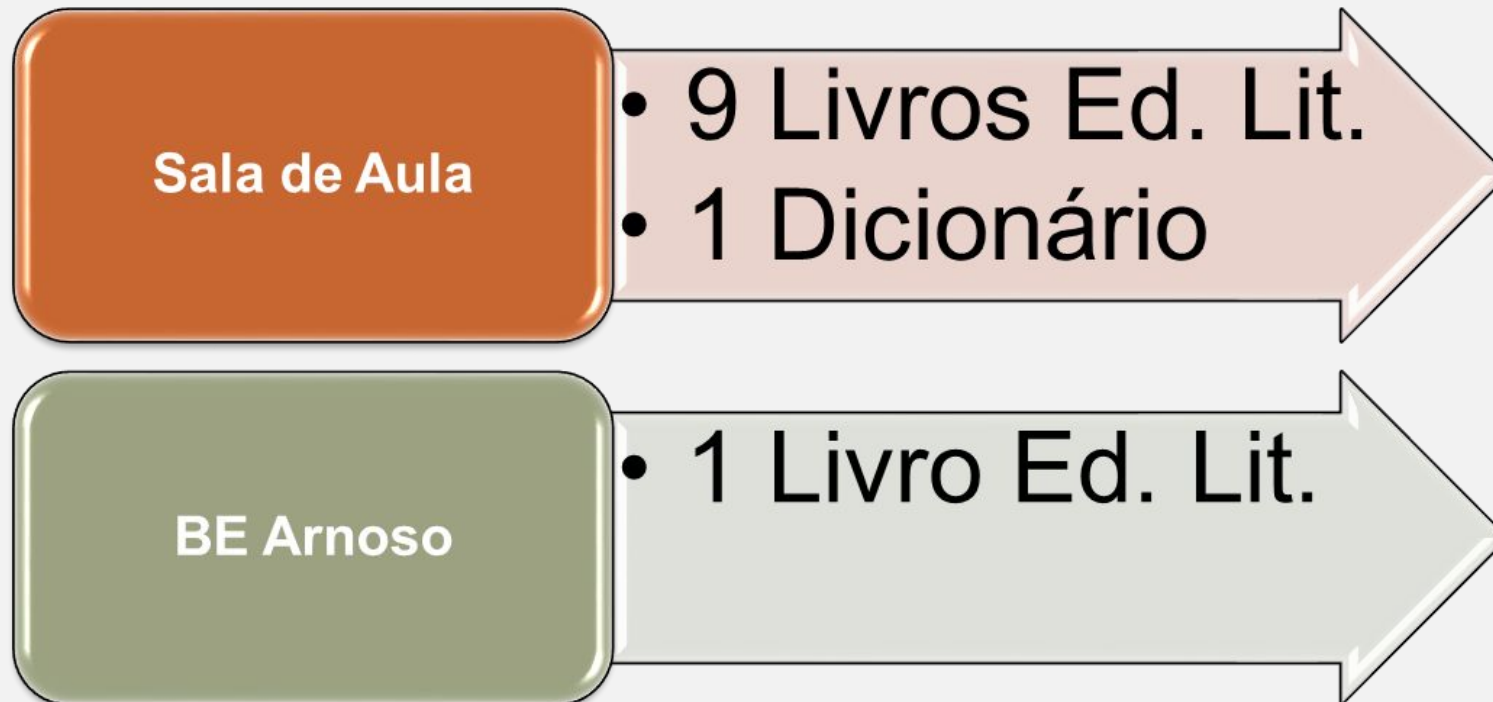 Sala de Aula
• 9 Livros Ed. Lit.
• 1 Dicionário
BE Arnoso
• 1 Livro Ed. Lit.